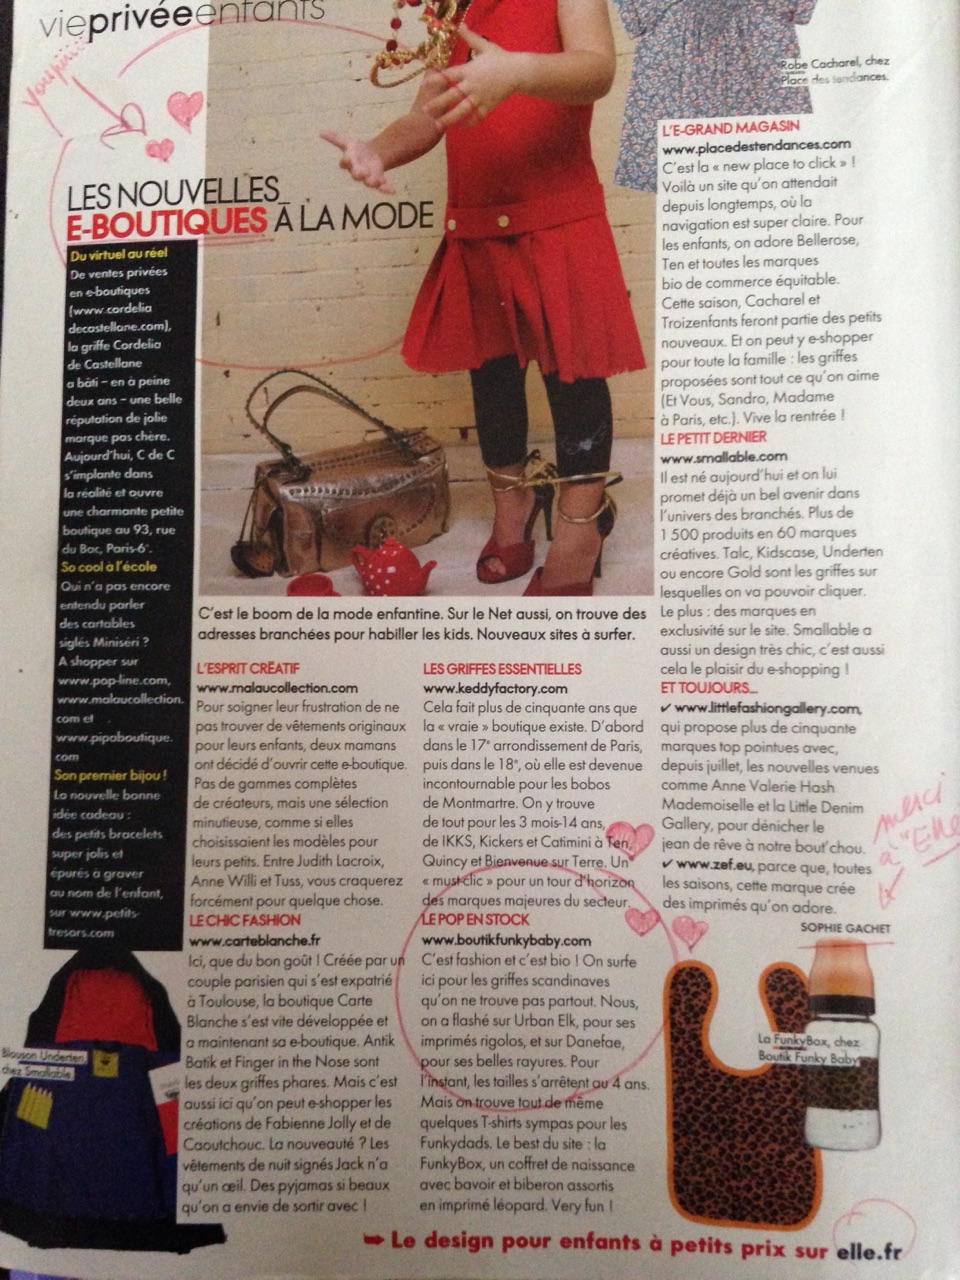 vieprivéeenfants
Robe Cacharel, chez
Place des tendances.
LES NOUVELLES
E-BOUTIQUES À LA MODE
Du virtuel au réel
De ventes privées
en e-boutiques
(www.cordelia
decastellane.com),
la griffe Cordelia
de Castellane
a bâti – en à peine
deux ans – une belle
réputation de jolie
marque pas chère.
Aujourd'hui, C de C
s'implante dans
la réalité et ouvre
une charmante petite
boutique au 93, rue
du Bac, Paris-6e.
So cool à l'école
Qui n'a pas encore
entendu parler
des cartables
siglés Miniséri ?
A shopper sur
www.pop-line.com,
www.malaucollection.
com et
www.pipaboutique.
com
Son premier bijou !
La nouvelle bonne
idée cadeau :
des petits bracelets
super jolis et
épurés à graver
au nom de l'enfant,
sur www.petits-
tresors.com
Blouson Underten,
chez Smallable
C'est le boom de la mode enfantine. Sur le Net aussi, on trouve des
adresses branchées pour habiller les kids. Nouveaux sites à surfer.
L'ESPRIT CRÉATIF
www.malaucollection.com
Pour soigner leur frustration de ne
pas trouver de vêtements originaux
pour leurs enfants, deux mamans
ont décidé d'ouvrir cette e-boutique.
Pas de gammes complètes
de créateurs, mais une sélection
minutieuse, comme si elles
choisissaient les modèles pour
leurs petits. Entre Judith Lacroix,
Anne Willi et Tuss, vous craquerez
forcément pour quelque chose.
LE CHIC FASHION
www.carteblanche.fr
Ici, que du bon goût ! Créée par un
couple parisien qui s'est expatrié
à Toulouse, la boutique Carte
Blanche s'est vite développée et
a maintenant sa e-boutique. Antik
Batik et Finger in the Nose sont
les deux griffes phares. Mais c'est
aussi ici qu'on peut e-shopper les
créations de Fabienne Jolly et de
Caoutchouc. La nouveauté ? Les
vêtements de nuit signés Jack n'a
qu'un œil. Des pyjamas si beaux
qu'on a envie de sortir avec !
LES GRIFFES ESSENTIELLES
www.keddyfactory.com
Cela fait plus de cinquante ans que
la « vraie » boutique existe. D'abord
dans le 17e arrondissement de Paris,
puis dans le 18e, où elle est devenue
incontournable pour les bobos
de Montmartre. On y trouve
de tout pour les 3 mois-14 ans,
de IKKS, Kickers et Catimini à Ten,
Quincy et Bienvenue sur Terre. Un
« must-clic » pour un tour d'horizon
des marques majeures du secteur.
LE POP EN STOCK
www.boutikfunkybaby.com
C'est fashion et c'est bio ! On surfe
ici pour les griffes scandinaves
qu'on ne trouve pas partout. Nous,
on a flashé sur Urban Elk, pour ses
imprimés rigolos, et sur Danefae,
pour ses belles rayures. Pour
l'instant, les tailles s'arrêtent au 4 ans.
Mais on trouve tout de même
quelques T-shirts sympas pour les
Funkydads. Le best du site : la
FunkyBox, un coffret de naissance
avec bavoir et biberon assortis
en imprimé léopard. Very fun !
L'E-GRAND MAGASIN
www.placedestendances.com
C'est la « new place to click » !
Voilà un site qu'on attendait
depuis longtemps, où la
navigation est super claire. Pour
les enfants, on adore Bellerose,
Ten et toutes les marques
bio de commerce équitable.
Cette saison, Cacharel et
Troizenfants feront partie des petits
nouveaux. Et on peut y e-shopper
pour toute la famille : les griffes
proposées sont tout ce qu'on aime
(Et Vous, Sandro, Madame
à Paris, etc.). Vive la rentrée !
LE PETIT DERNIER
www.smallable.com
Il est né aujourd'hui et on lui
promet déjà un bel avenir dans
l'univers des branchés. Plus de
1 500 produits en 60 marques
créatives. Talc, Kidscase, Underten
ou encore Gold sont les griffes sur
lesquelles on va pouvoir cliquer.
Le plus : des marques en
exclusivité sur le site. Smallable a
aussi un design très chic, c'est aussi
cela le plaisir du e-shopping !
ET TOUJOURS...
✔ www.littlefashiongallery.com,
qui propose plus de cinquante
marques top pointues avec,
depuis juillet, les nouvelles venues
comme Anne Valerie Hash
Mademoiselle et la Little Denim
Gallery, pour dénicher le
jean de rêve à notre bout'chou.
✔ www.zef.eu, parce que, toutes
les saisons, cette marque crée
des imprimés qu'on adore.
SOPHIE GACHET
merci
à "Elle
La FunkyBox, chez
Boutik Funky Baby
➥ Le design pour enfants à petits prix sur elle.fr